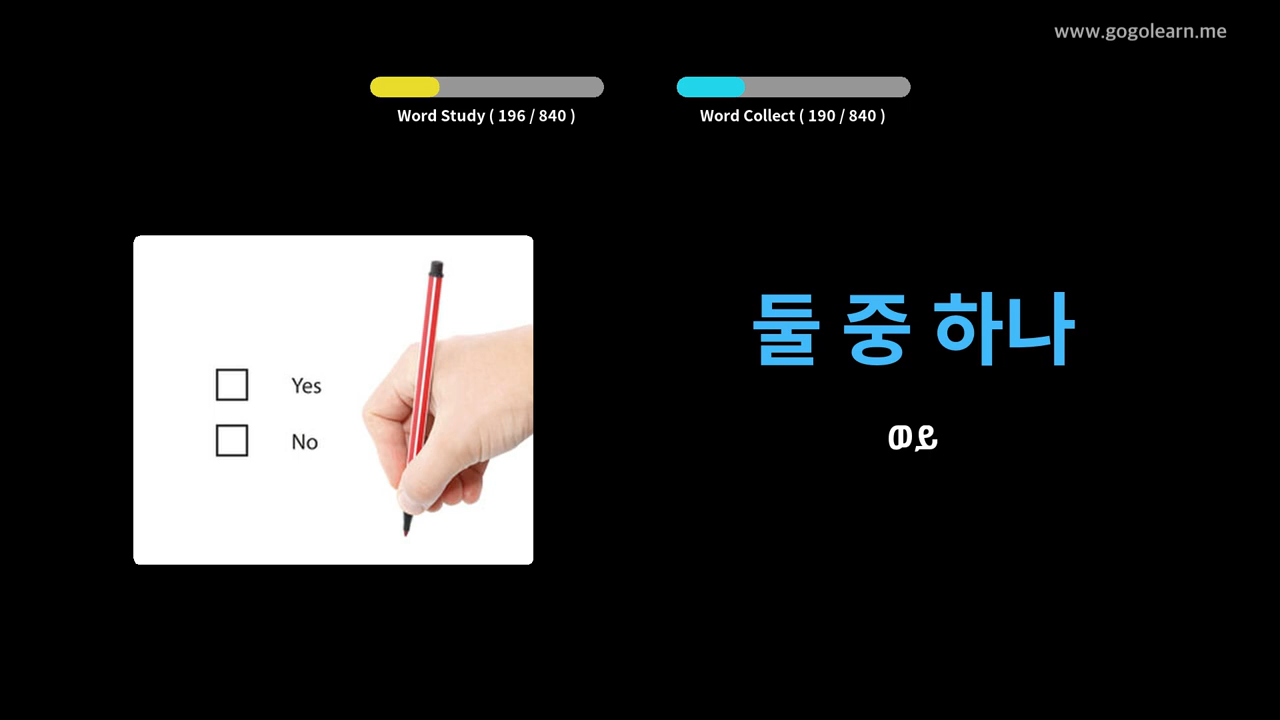 www.gogolearn.me
Word Study ( 196 / 840 )
Word Collect ( 190 / 840 )
Yes
No
둘 중 하나
ወይ